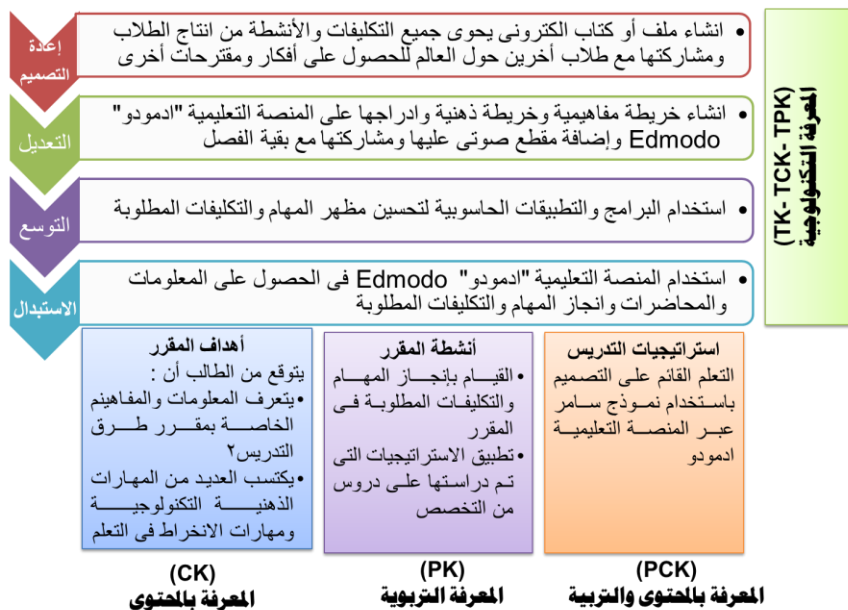 إعادة
التصميم
• انشاء ملف أو كتاب الكترونى يحوى جميع التكليفات والأنشطة من انتاج الطلاب
ومشاركتها مع طلاب أخرين حول العالم للحصول على أفكار ومقترحات أخرى
التعديل
• انشاء خريطة مفاهيمية وخريطة ذهنية وادراجها على المنصة التعليمية "ادمودو"
Edmodo وإضافة مقطع صوتى عليها ومشاركتها مع بقية الفصل
التوسع
• استخدام البرامج والتطبيقات الحاسوبية لتحسين مظهر المهام والتكليفات المطلوبة
الاستبدال
• استخدام المنصة التعليمية "ادمودو" Edmodo فى الحصول على المعلومات
والمحاضرات وانجاز المهام والتكليفات المطلوبة
المعرفة التكنولوجية
(TK- TCK- TPK)
استراتيجيات التدريس
التعلم القائم على التصميم
باستخدام نموذج سامر
عبر المنصة التعليمية
ادمودو
(PCK)
المعرفة بالمحتوى والتربية
أنشطة المقرر
• القيام بإنجاز المهام
والتكليفات المطلوبة فى
المقرر
• تطبيق الاستراتيجيات التى
تم دراستها على دروس
من التخصص
(PK)
المعرفة التربوية
أهداف المقرر
يتوقع من الطالب أن :
•يتعرف المعلومات والمفاهيم
الخاصة بمقرر طرق
التدريس٢
•يكتسب العديد من المهارات
الذهنية التكنولوجية
ومهارات الانخراط فى التعلم
(CK)
المعرفة بالمحتوى